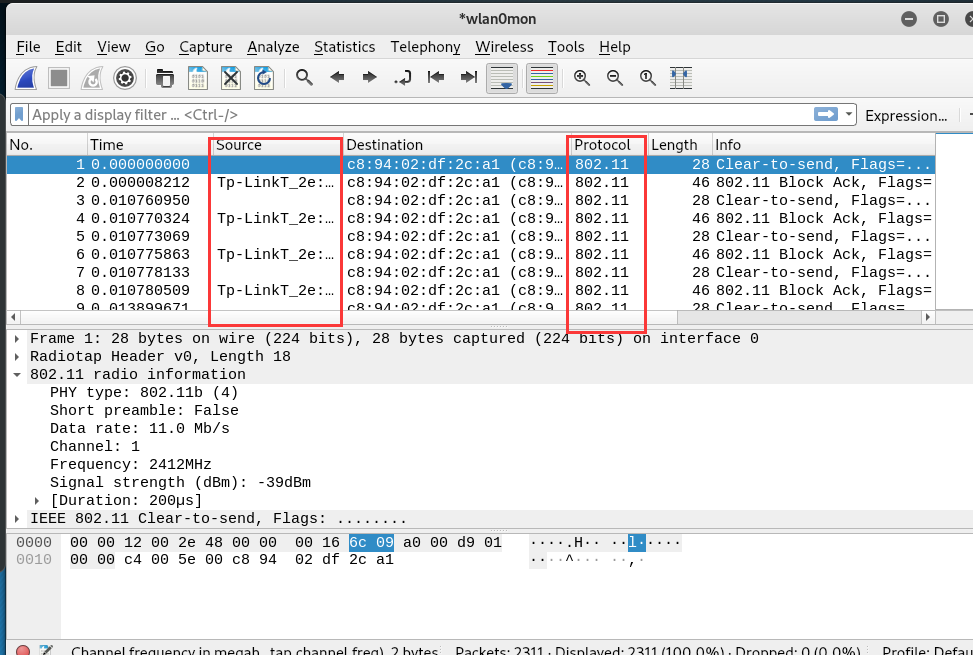 *wlan0mon
File Edit View Go Capture Analyze Statistics Telephony Wireless Tools Help
Apply a display filter ... <Ctrl-/> Expression...
No. Time Source Destination Protocol Length Info
1 0.000000000 c8:94:02:df:2c:a1 (c8:9… 802.11 28 Clear-to-send, Flags=...
2 0.000008212 Tp-LinkT_2e:… c8:94:02:df:2c:a1 (c8:9… 802.11 46 802.11 Block Ack, Flags=
3 0.010760950 c8:94:02:df:2c:a1 (c8:9… 802.11 28 Clear-to-send, Flags=...
4 0.010770324 Tp-LinkT_2e:… c8:94:02:df:2c:a1 (c8:9… 802.11 46 802.11 Block Ack, Flags=
5 0.010773069 c8:94:02:df:2c:a1 (c8:9… 802.11 28 Clear-to-send, Flags=...
6 0.010775863 Tp-LinkT_2e:… c8:94:02:df:2c:a1 (c8:9… 802.11 46 802.11 Block Ack, Flags=
7 0.010778133 c8:94:02:df:2c:a1 (c8:9… 802.11 28 Clear-to-send, Flags=...
8 0.010780509 Tp-LinkT_2e:… c8:94:02:df:2c:a1 (c8:9… 802.11 46 802.11 Block Ack, Flags=
9 0.013899671 c8:94:02:df:2c:a1 (c8:9… 802.11 28 Clear-to-send, Flags=...
Frame 1: 28 bytes on wire (224 bits), 28 bytes captured (224 bits) on interface 0
Radiotap Header v0, Length 18
802.11 radio information
PHY type: 802.11b (4)
Short preamble: False
Data rate: 11.0 Mb/s
Channel: 1
Frequency: 2412MHz
Signal strength (dBm): -39dBm
[Duration: 200µs]
IEEE 802.11 Clear-to-send, Flags: ........
0000 00 00 12 00 2e 48 00 00 00 16 6c 09 a0 00 d9 01 ·····.H·· ··l·····
0010 00 00 c4 00 5e 00 c8 94 02 df 2c a1 ····^··· ··,·
Channel frequency in megah…tap.channel.freq), 2 bytes Packets: 2311 · Displayed: 2311 (100.0%) · Dropped: 0 (0.0%) Profile: Defau